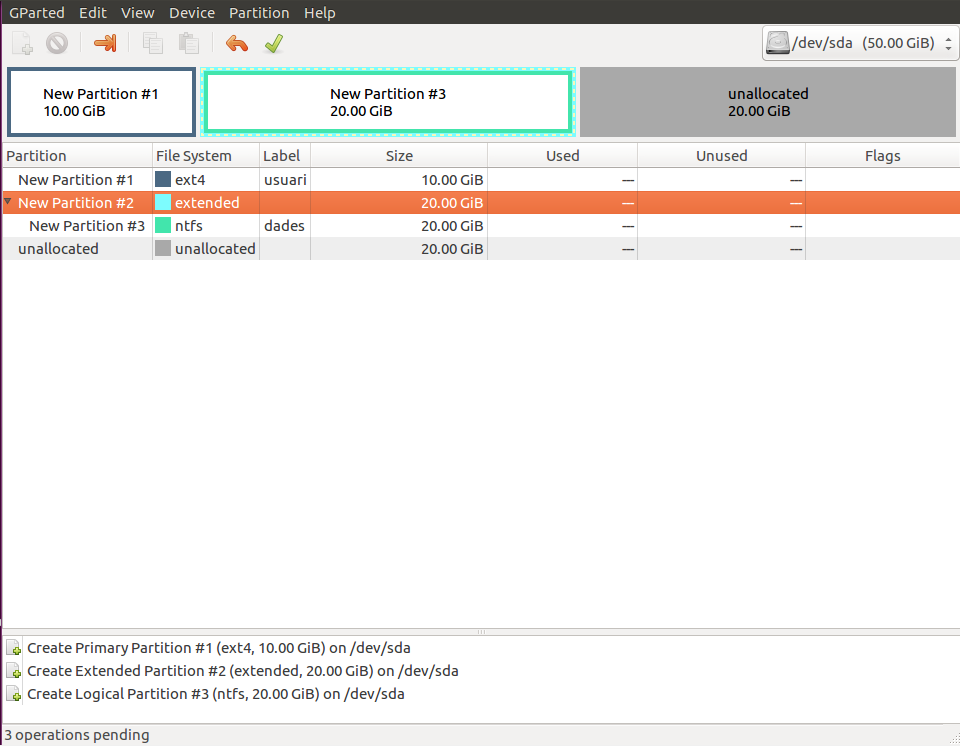 GParted Edit View Device Partition Help
/dev/sda (50.00 GiB)
New Partition #1
10.00 GiB
New Partition #3
20.00 GiB
unallocated
20.00 GiB
Partition File System Label Size Used Unused Flags
New Partition #1 ext4 usuari 10.00 GiB --- ---
New Partition #2 extended 20.00 GiB --- ---
New Partition #3 ntfs dades 20.00 GiB --- ---
unallocated unallocated 20.00 GiB --- ---
Create Primary Partition #1 (ext4, 10.00 GiB) on /dev/sda
Create Extended Partition #2 (extended, 20.00 GiB) on /dev/sda
Create Logical Partition #3 (ntfs, 20.00 GiB) on /dev/sda
3 operations pending